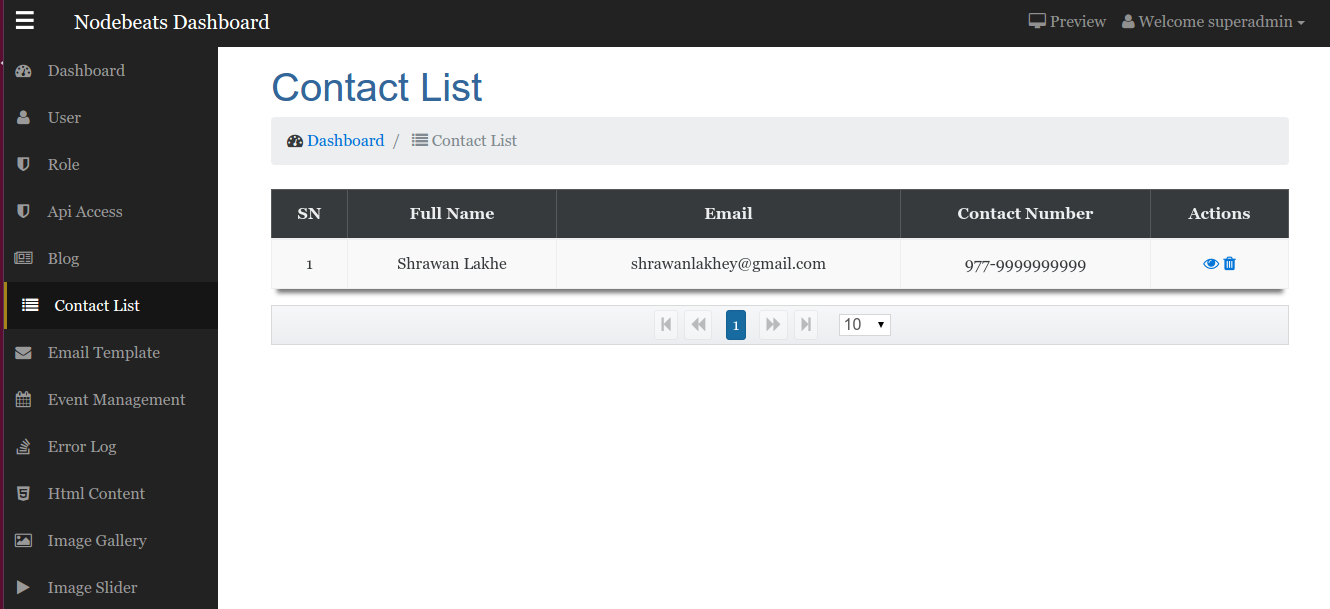 Nodebeats Dashboard
Preview
Welcome superadmin
Dashboard
User
Role
Api Access
Blog
Contact List
Email Template
Event Management
Error Log
Html Content
Image Gallery
Image Slider
Contact List
Dashboard / Contact List
SN Full Name Email Contact Number Actions
1 Shrawan Lakhe shrawanlakhey@gmail.com 977-9999999999
1 10